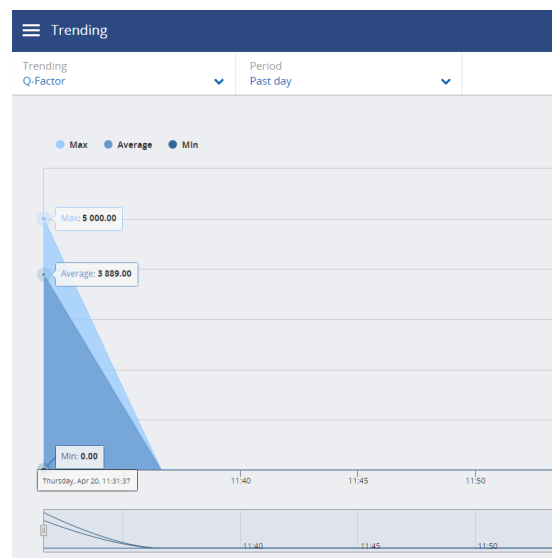 Trending
Trending
Q-Factor
Period
Past day
Max
Average
Min
Max: 5 000.00
Average: 3 889.00
Min: 0.00
Thursday, Apr 20, 11:31:37
11:40
11:45
11:50
11:40
11:45
11:50